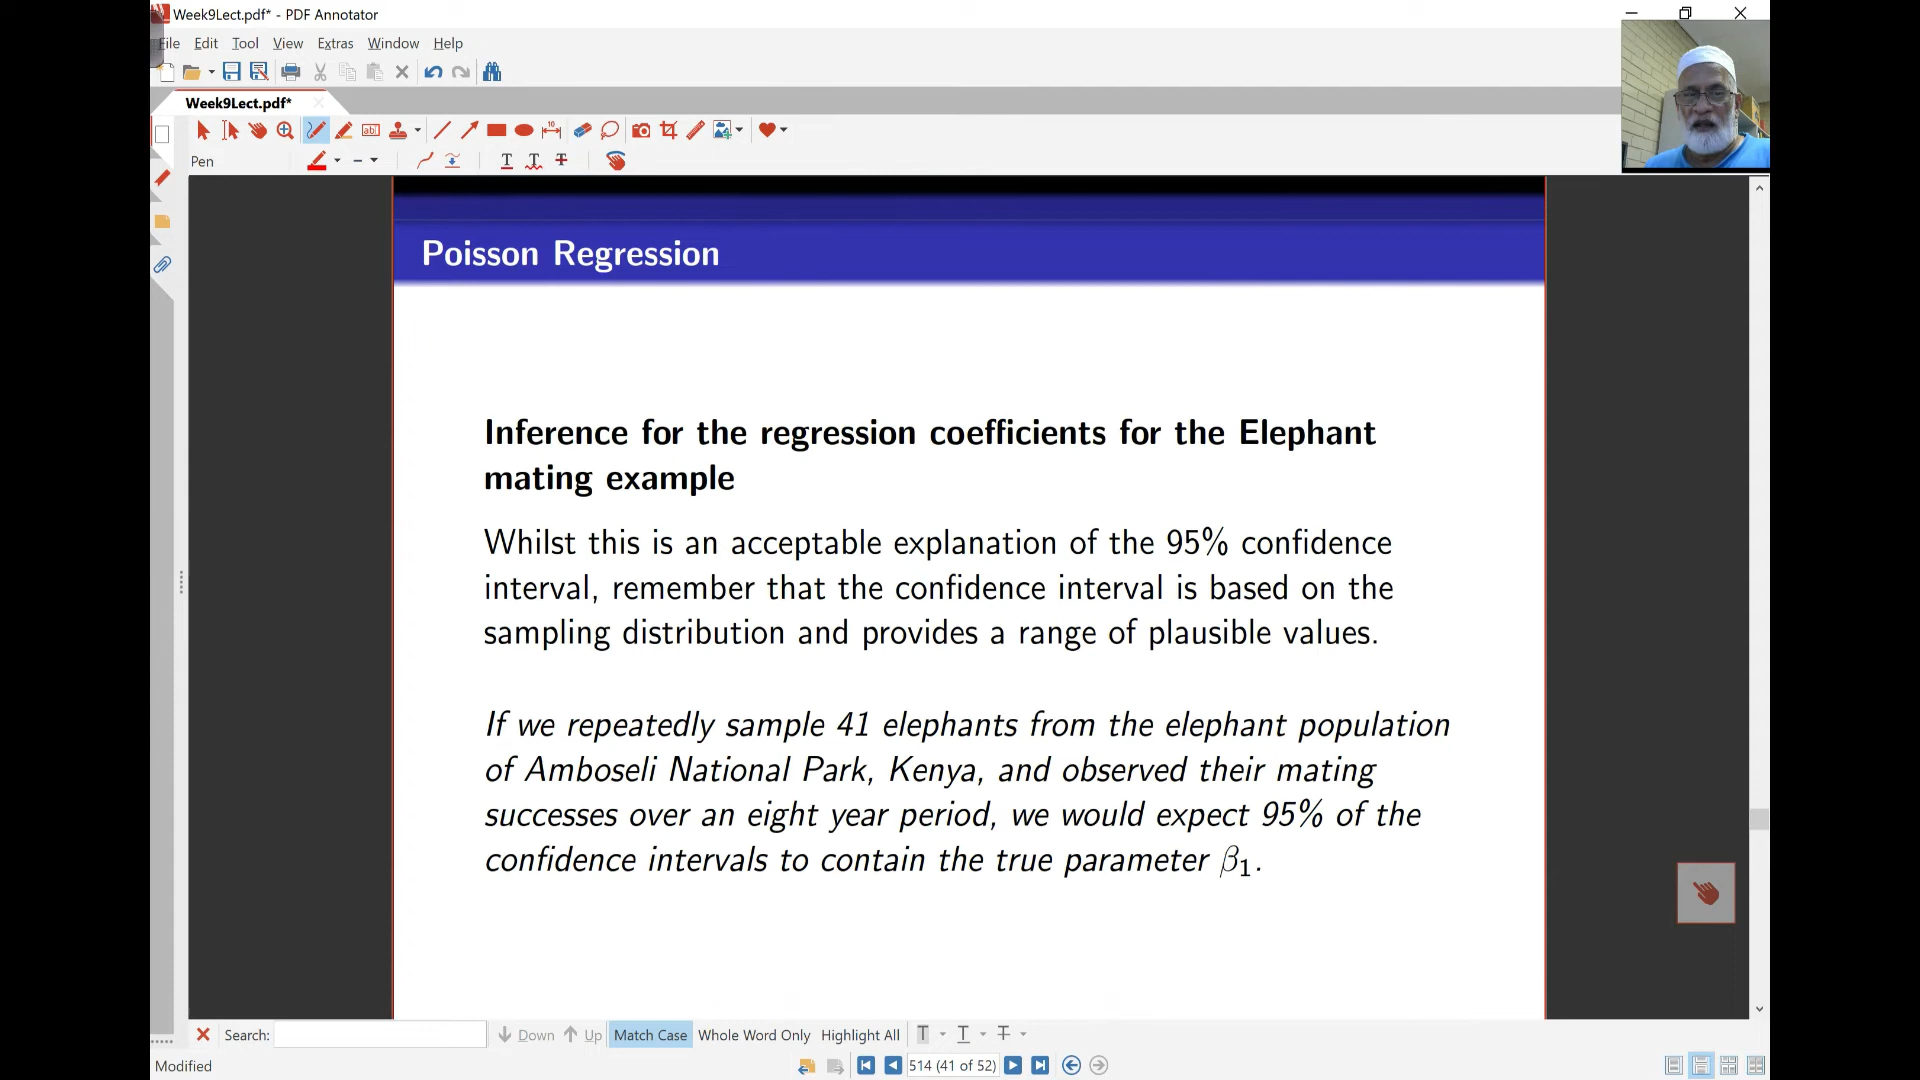 Week9Lect.pdf* - PDF Annotator
File Edit Tool View Extras Window Help
Week9Lect.pdf*
Pen
Poisson Regression
Inference for the regression coefficients for the Elephant
mating example
Whilst this is an acceptable explanation of the 95% confidence
interval, remember that the confidence interval is based on the
sampling distribution and provides a range of plausible values.
If we repeatedly sample 41 elephants from the elephant population
of Amboseli National Park, Kenya, and observed their mating
successes over an eight year period, we would expect 95% of the
confidence intervals to contain the true parameter β₁.
Search: Down Up Match Case Whole Word Only Highlight All
Modified 514 (41 of 52)